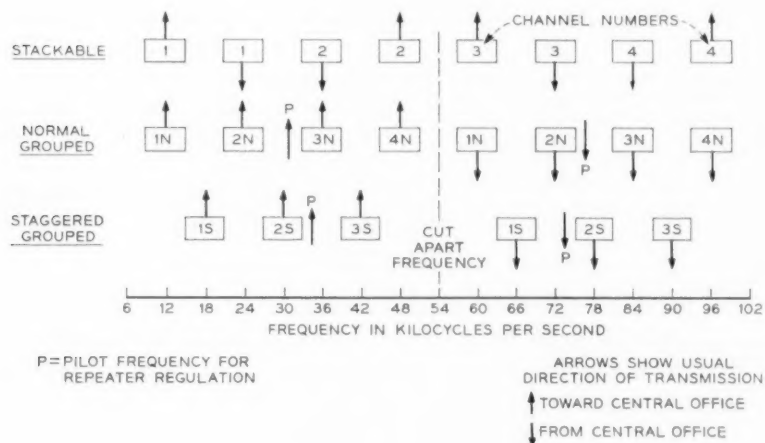 CHANNEL NUMBERS
STACKABLE
1 1 2 2 3 3 4 4
P
NORMAL
GROUPED
1N 2N 3N 4N 1N 2N 3N 4N
P
P
STAGGERED
GROUPED
1S 2S 3S 1S 2S 3S
P
CUT
APART
FREQUENCY
6 12 18 24 30 36 42 48 54 60 66 72 78 84 90 96 102
FREQUENCY IN KILOCYCLES PER SECOND
P=PILOT FREQUENCY FOR
REPEATER REGULATION
ARROWS SHOW USUAL
DIRECTION OF TRANSMISSION
TOWARD CENTRAL OFFICE
FROM CENTRAL OFFICE